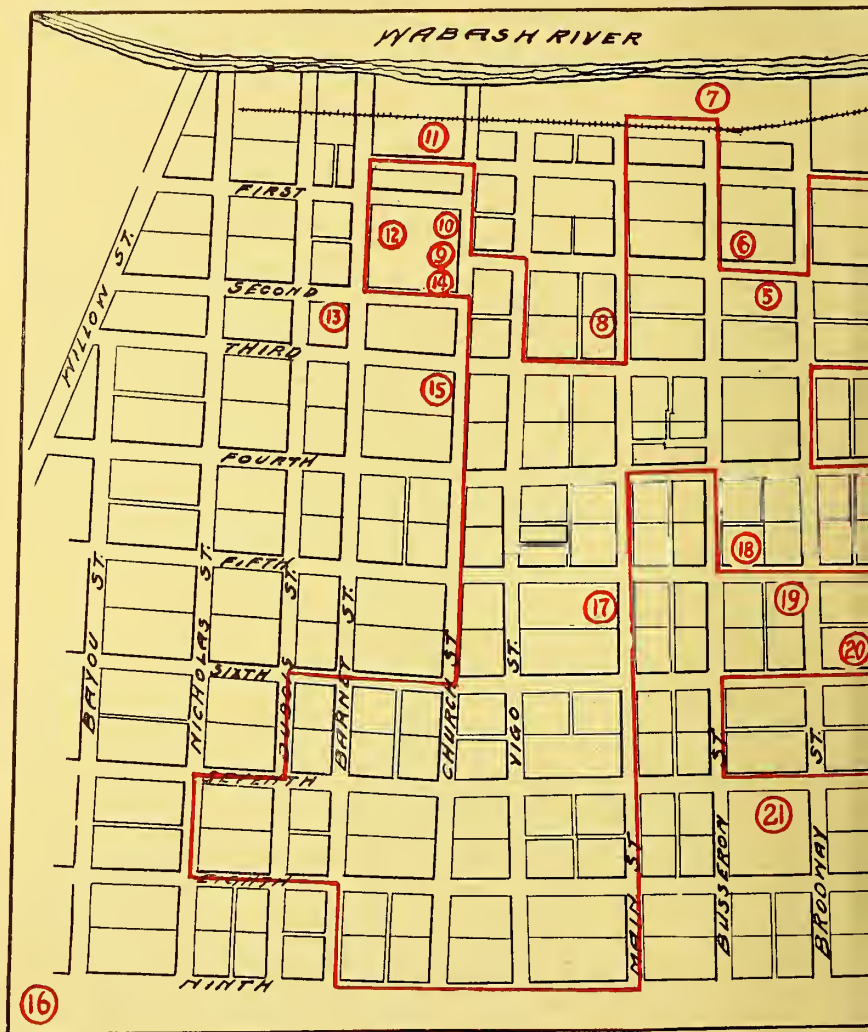 WABASH RIVER
7
11
FIRST
12
10
9
14
6
WILLOW ST.
SECOND
5
13
8
THIRD
15
FOURTH
18
FIFTH
BAYOU ST.
NICHOLAS ST.
DUBOIS ST.
BARNET ST.
CHURCH ST
VIGO ST.
17
19
20
SIXTH
SEVENTH
MAIN ST
BUSSERON ST
BRODWAY ST.
21
EIGHTH
NINTH
16